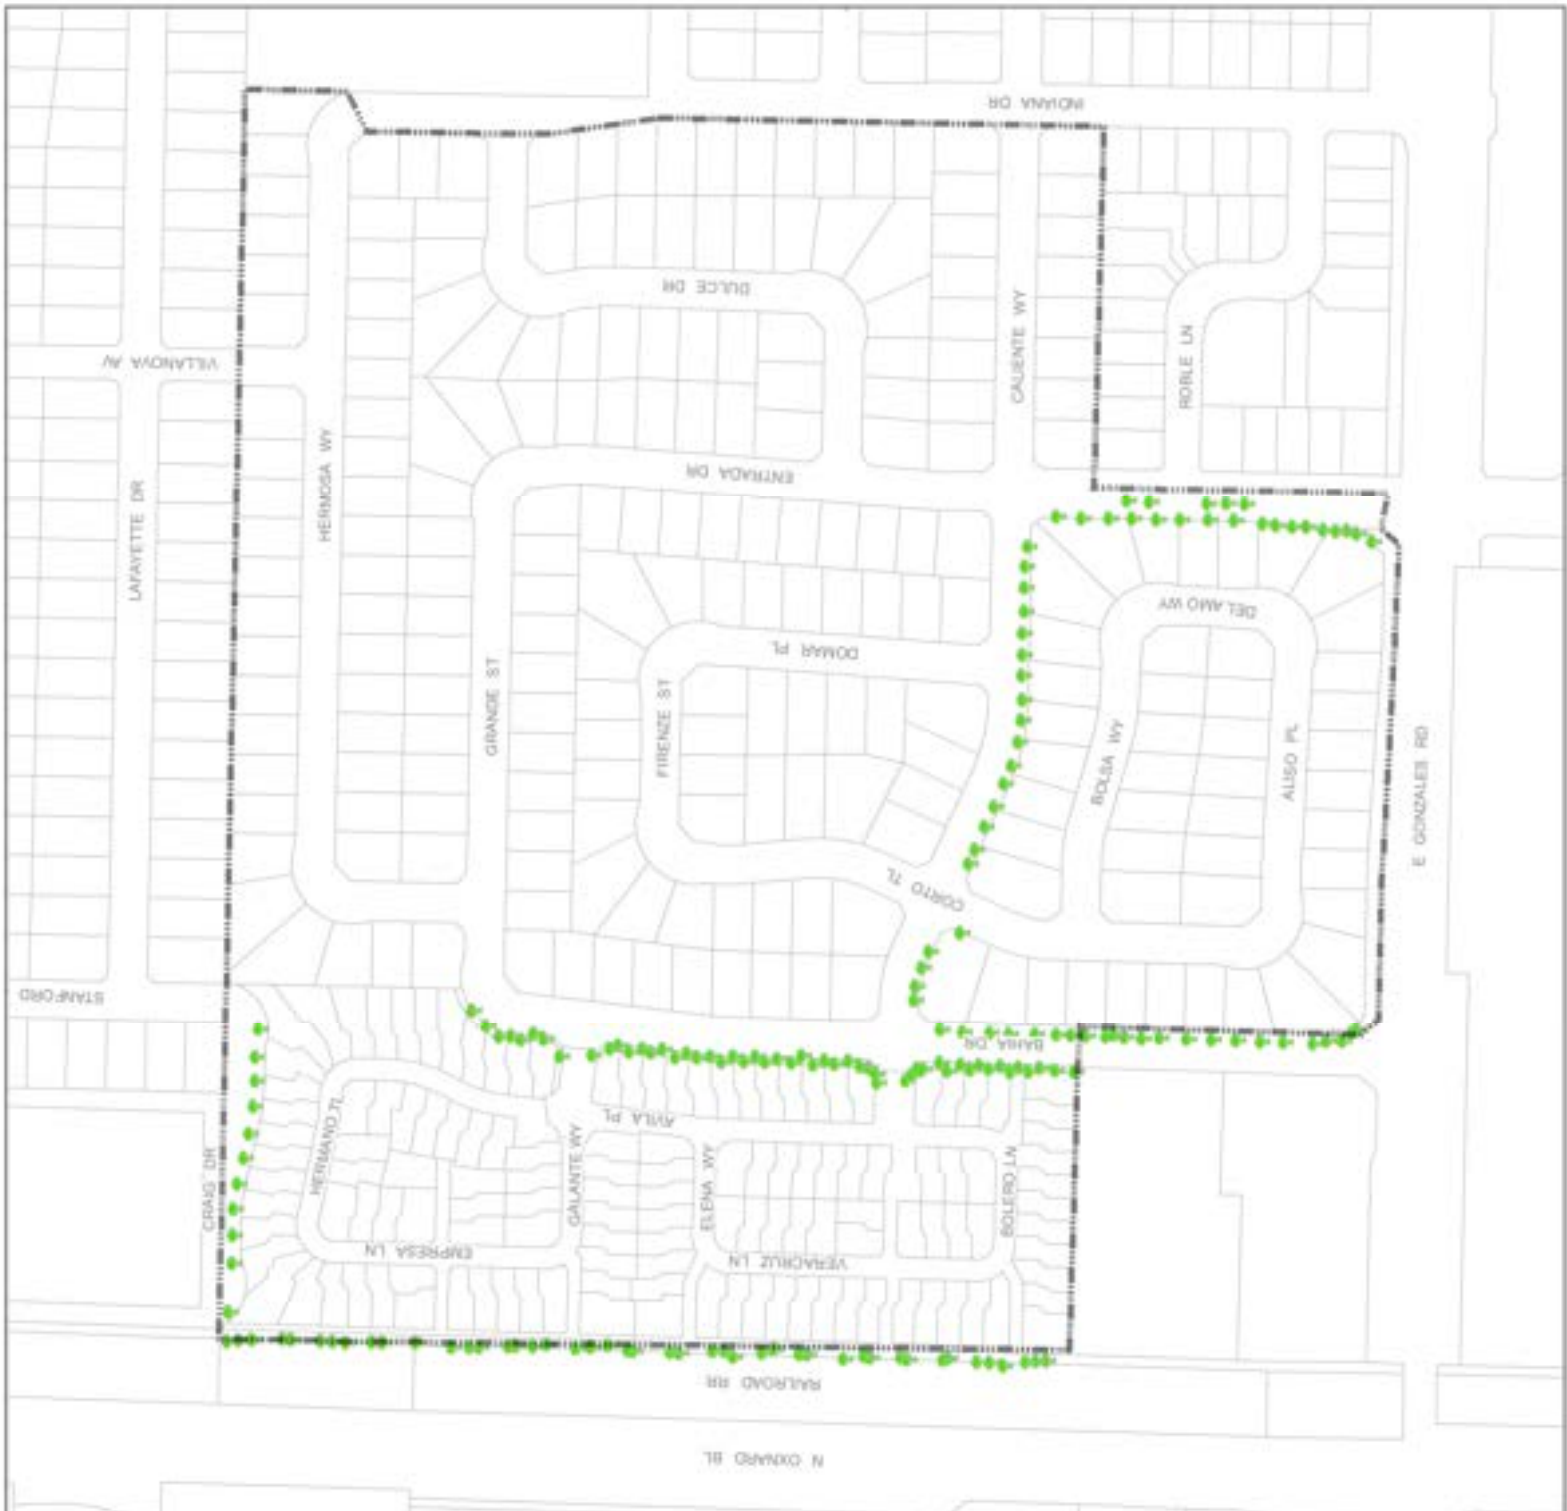 INDIANA DR
DULCE DR
CALIENTE WY
ROBLE LN
VILLANOVA AV
LAFAYETTE DR
HERMOSA WY
ENTRADA DR
GRANDE ST
FIRENZE ST
DOMAR PL
DEL AMO WY
BOLSA WY
ALISO PL
E GONZALES RD
CORTO TL
STANFORD
BAHIA DR
HERMANO TL
AVILA PL
CRAIG DR
GALANTE WY
ELENA WY
BOLERO LN
EMPRESA LN
VERACRUZ LN
RAILROAD RR
N OXNARD BL